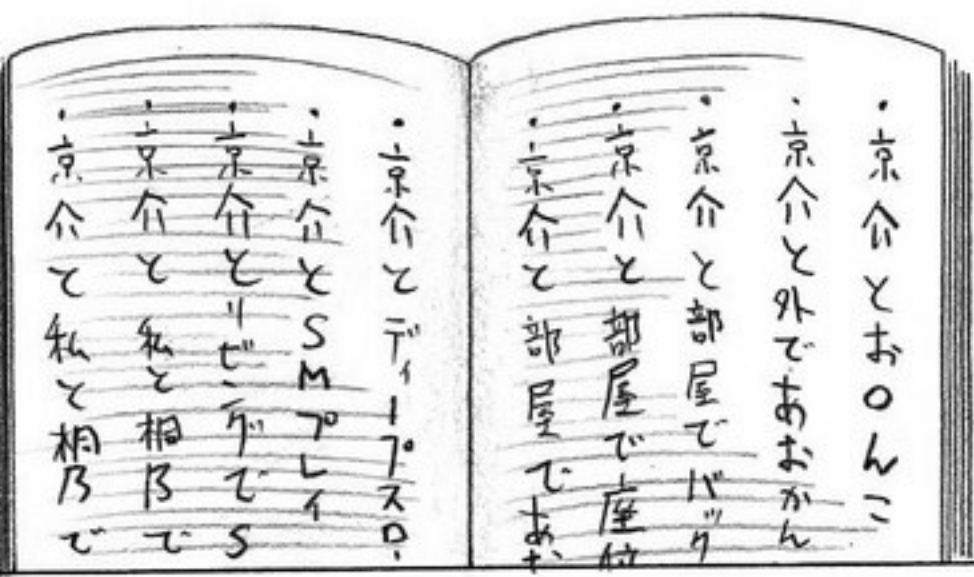 ・京介とお〇んこ
・京介と外であおかん
・京介と部屋でバック
・京介と部屋で座位
・京介と部屋であ
・京介とディープスロ
・京介とSMプレイ
・京介とリビングでS
・京介と私と桐乃で
・京介と私と桐乃で